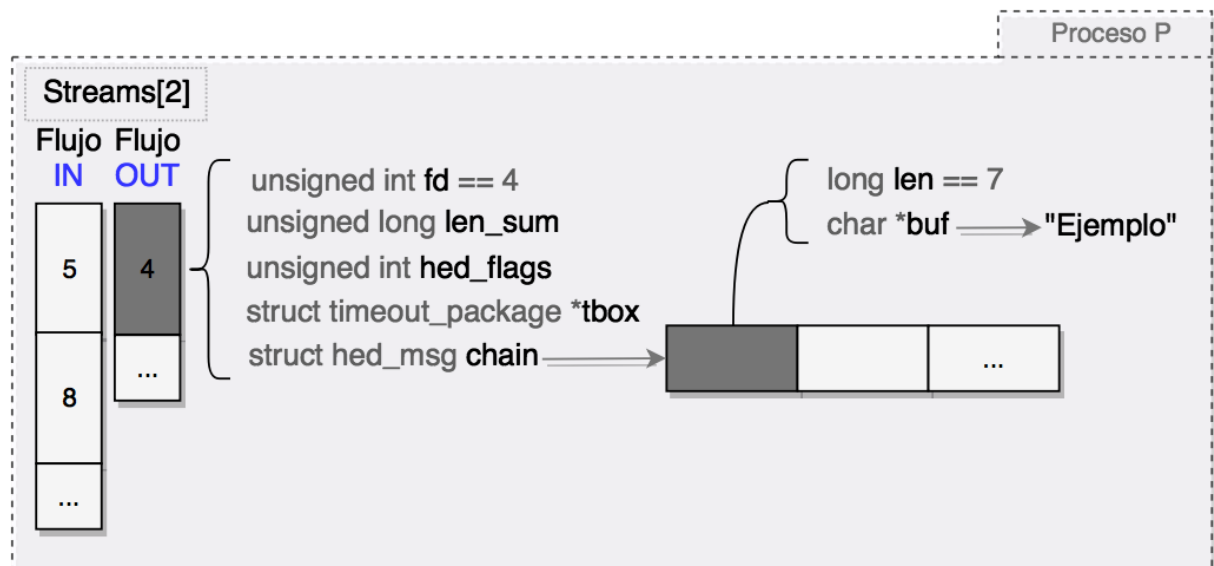 Proceso P
Streams[2]
Flujo Flujo
IN OUT
5
8
...
4
...
unsigned int fd == 4
unsigned long len_sum
unsigned int hed_flags
struct timeout_package *tbox
struct hed_msg chain
long len == 7
char *buf "Ejemplo"
...